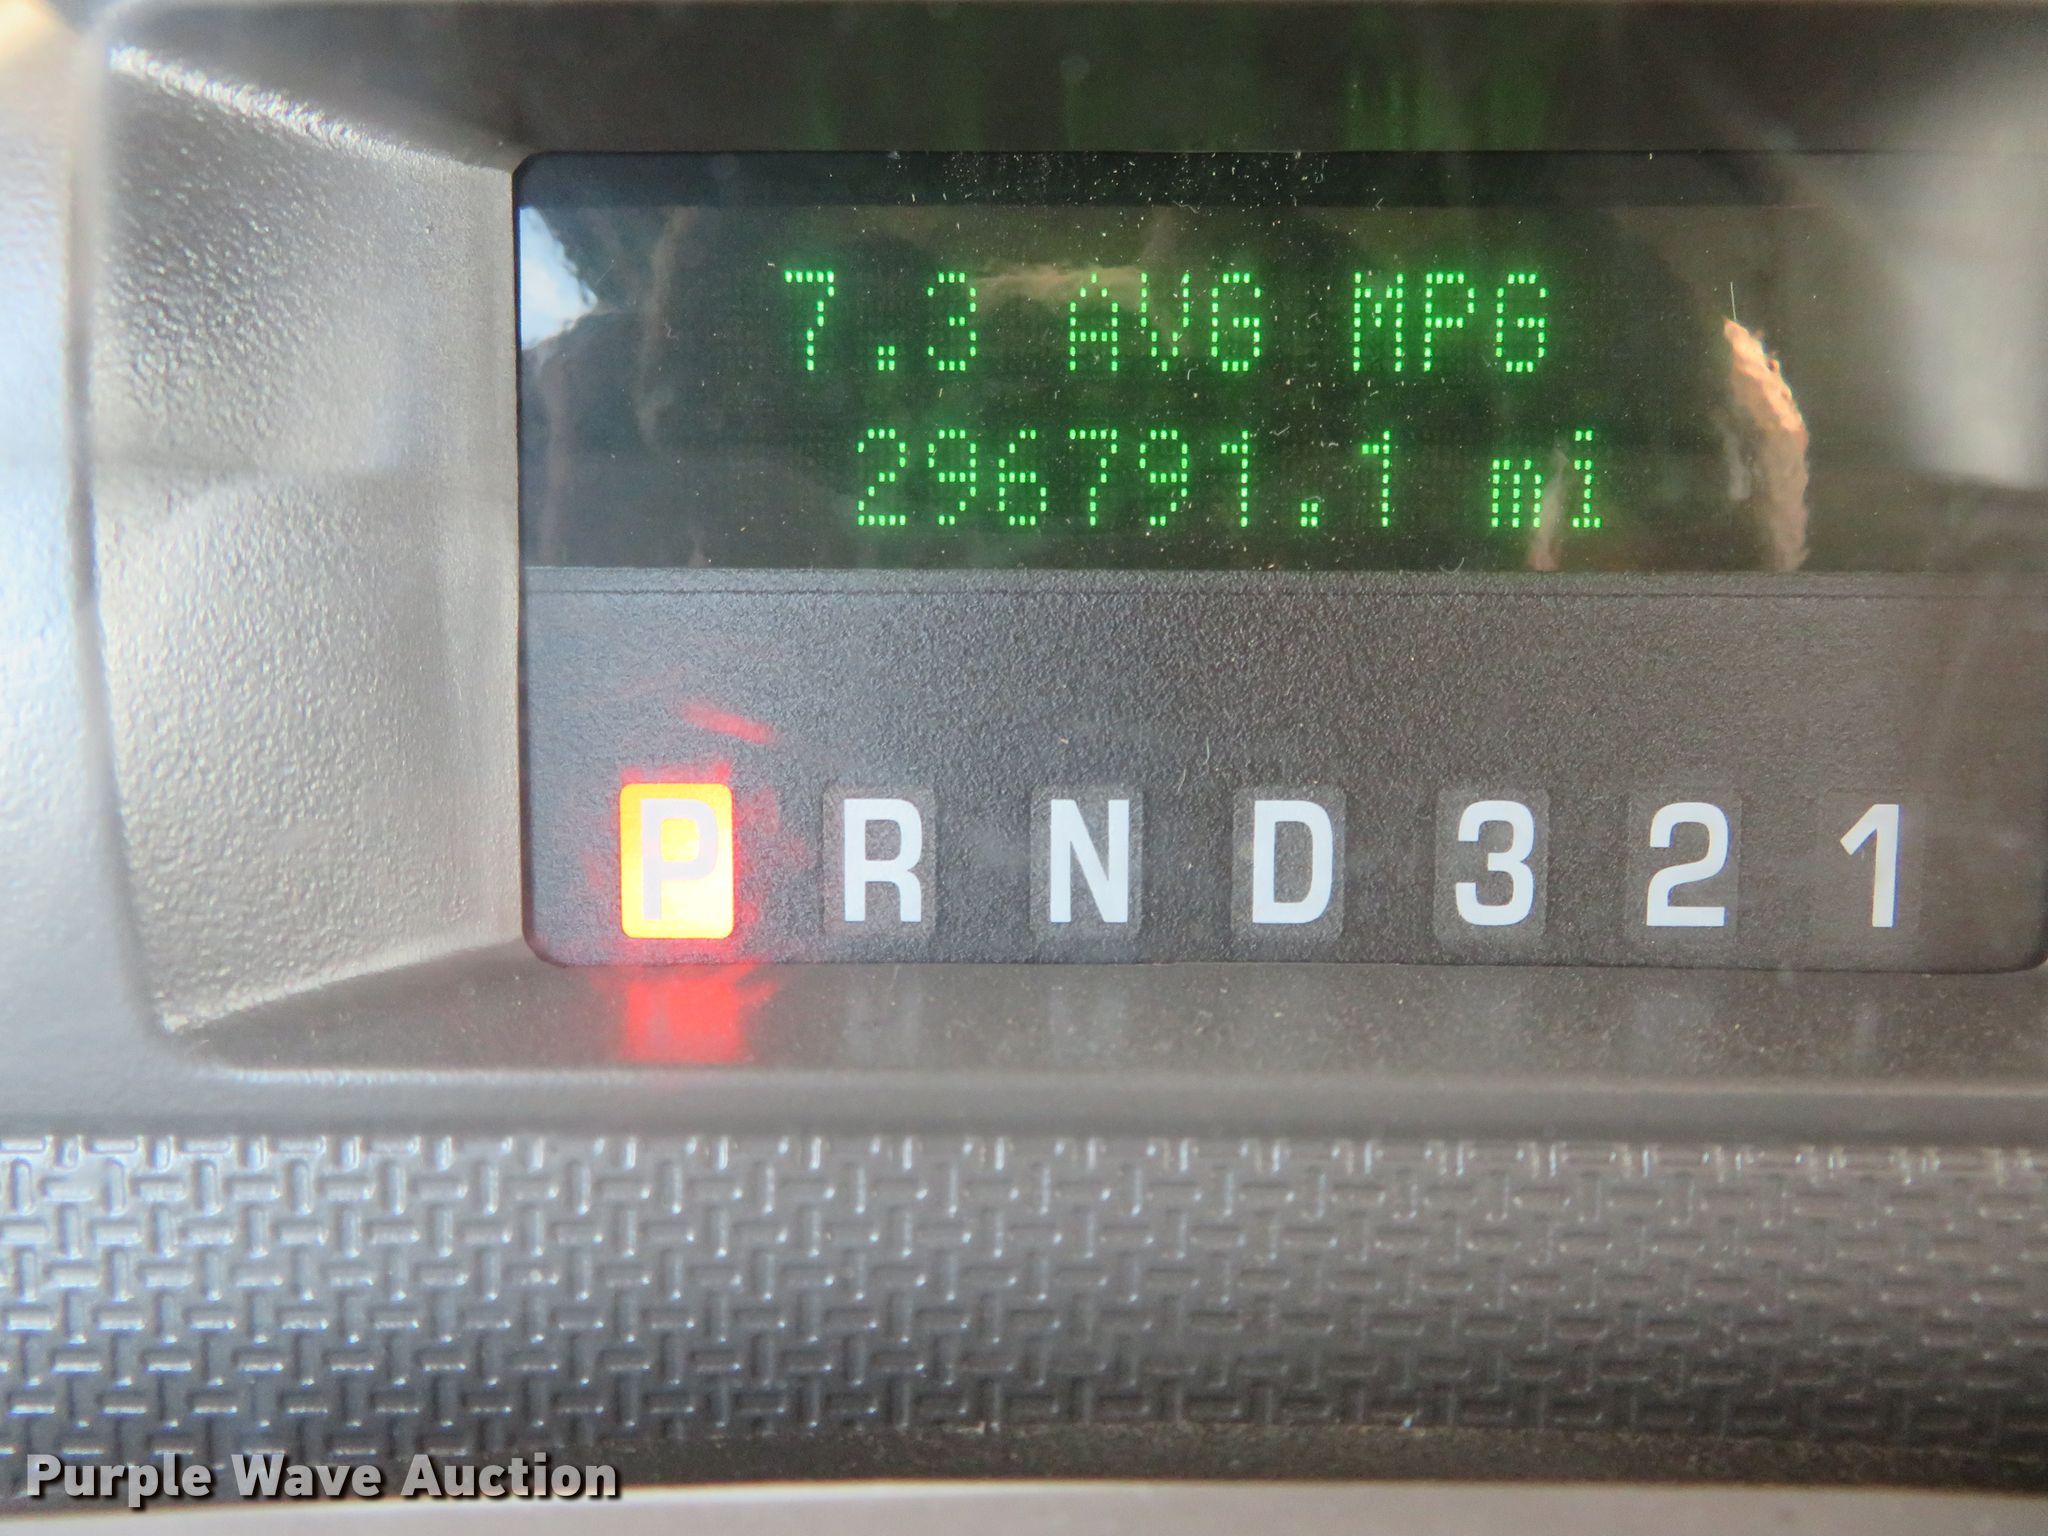 7.3 AVG MPG
296791.1 mi
P R N D 3 2 1
Purple Wave Auction